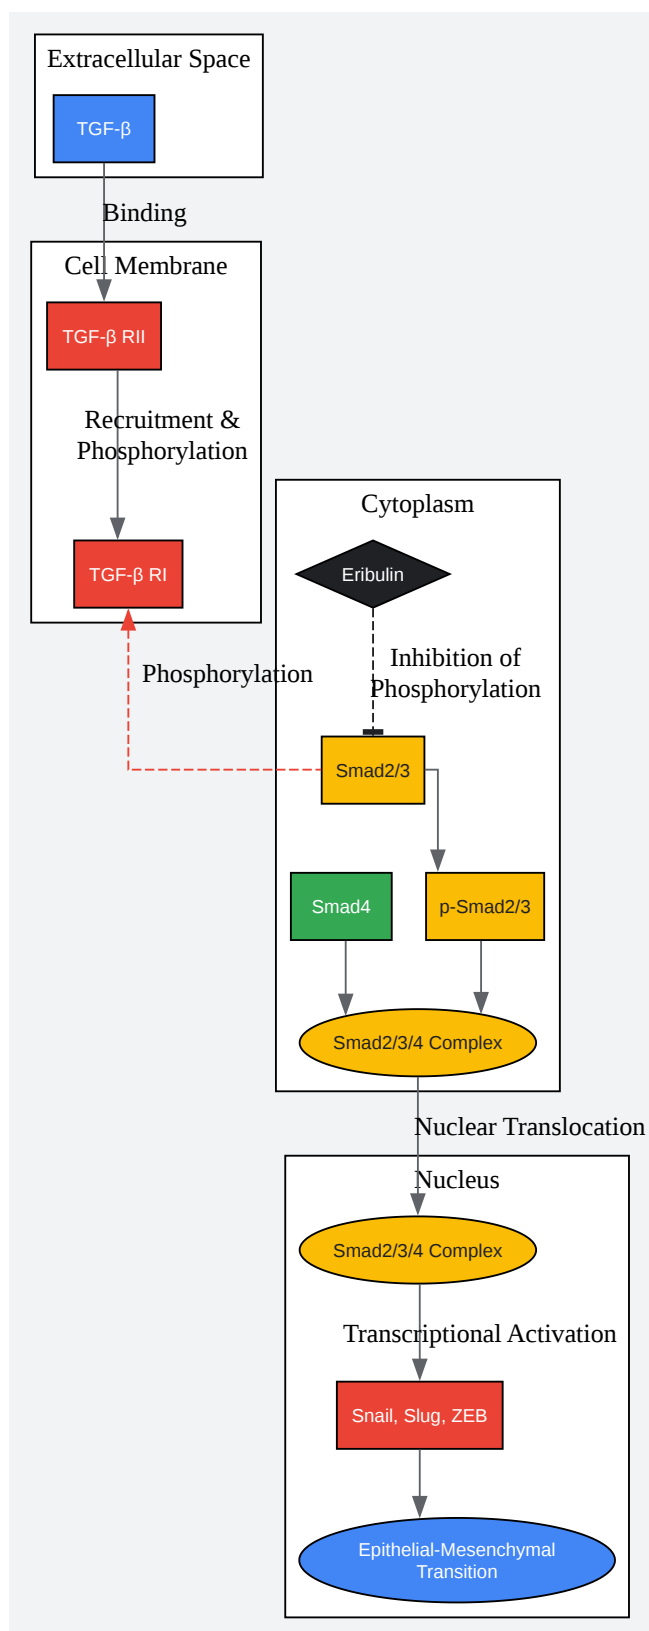 Extracellular Space
TGF-β
Binding
Cell Membrane
TGF-β RII
Recruitment &
Phosphorylation
TGF-β RI
Cytoplasm
Eribulin
Inhibition of
Phosphorylation
Phosphorylation
Smad2/3
Smad4
p-Smad2/3
Smad2/3/4 Complex
Nuclear Translocation
Nucleus
Smad2/3/4 Complex
Transcriptional Activation
Snail, Slug, ZEB
Epithelial-Mesenchymal
Transition